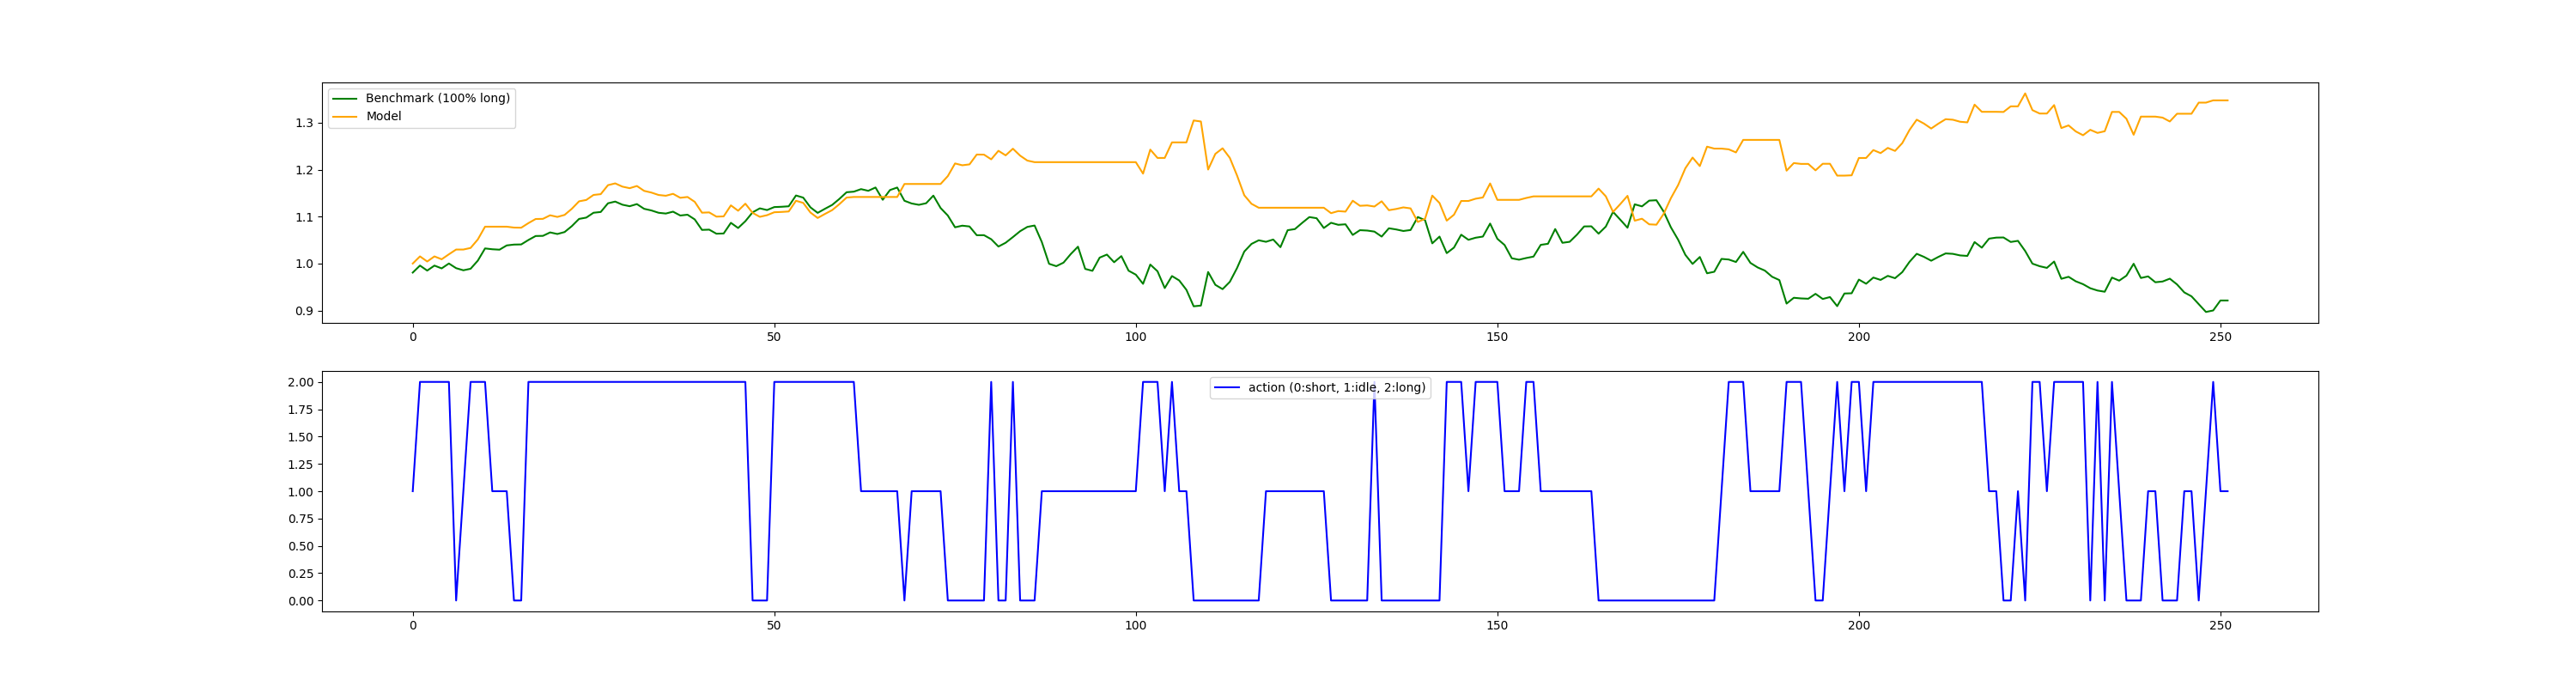 Benchmark (100% long)
Model
1.3
1.2
1.1
1.0
0.9
0 50 100 150 200 250
action (0:short, 1:idle, 2:long)
2.00
1.75
1.50
1.25
1.00
0.75
0.50
0.25
0.00
0 50 100 150 200 250